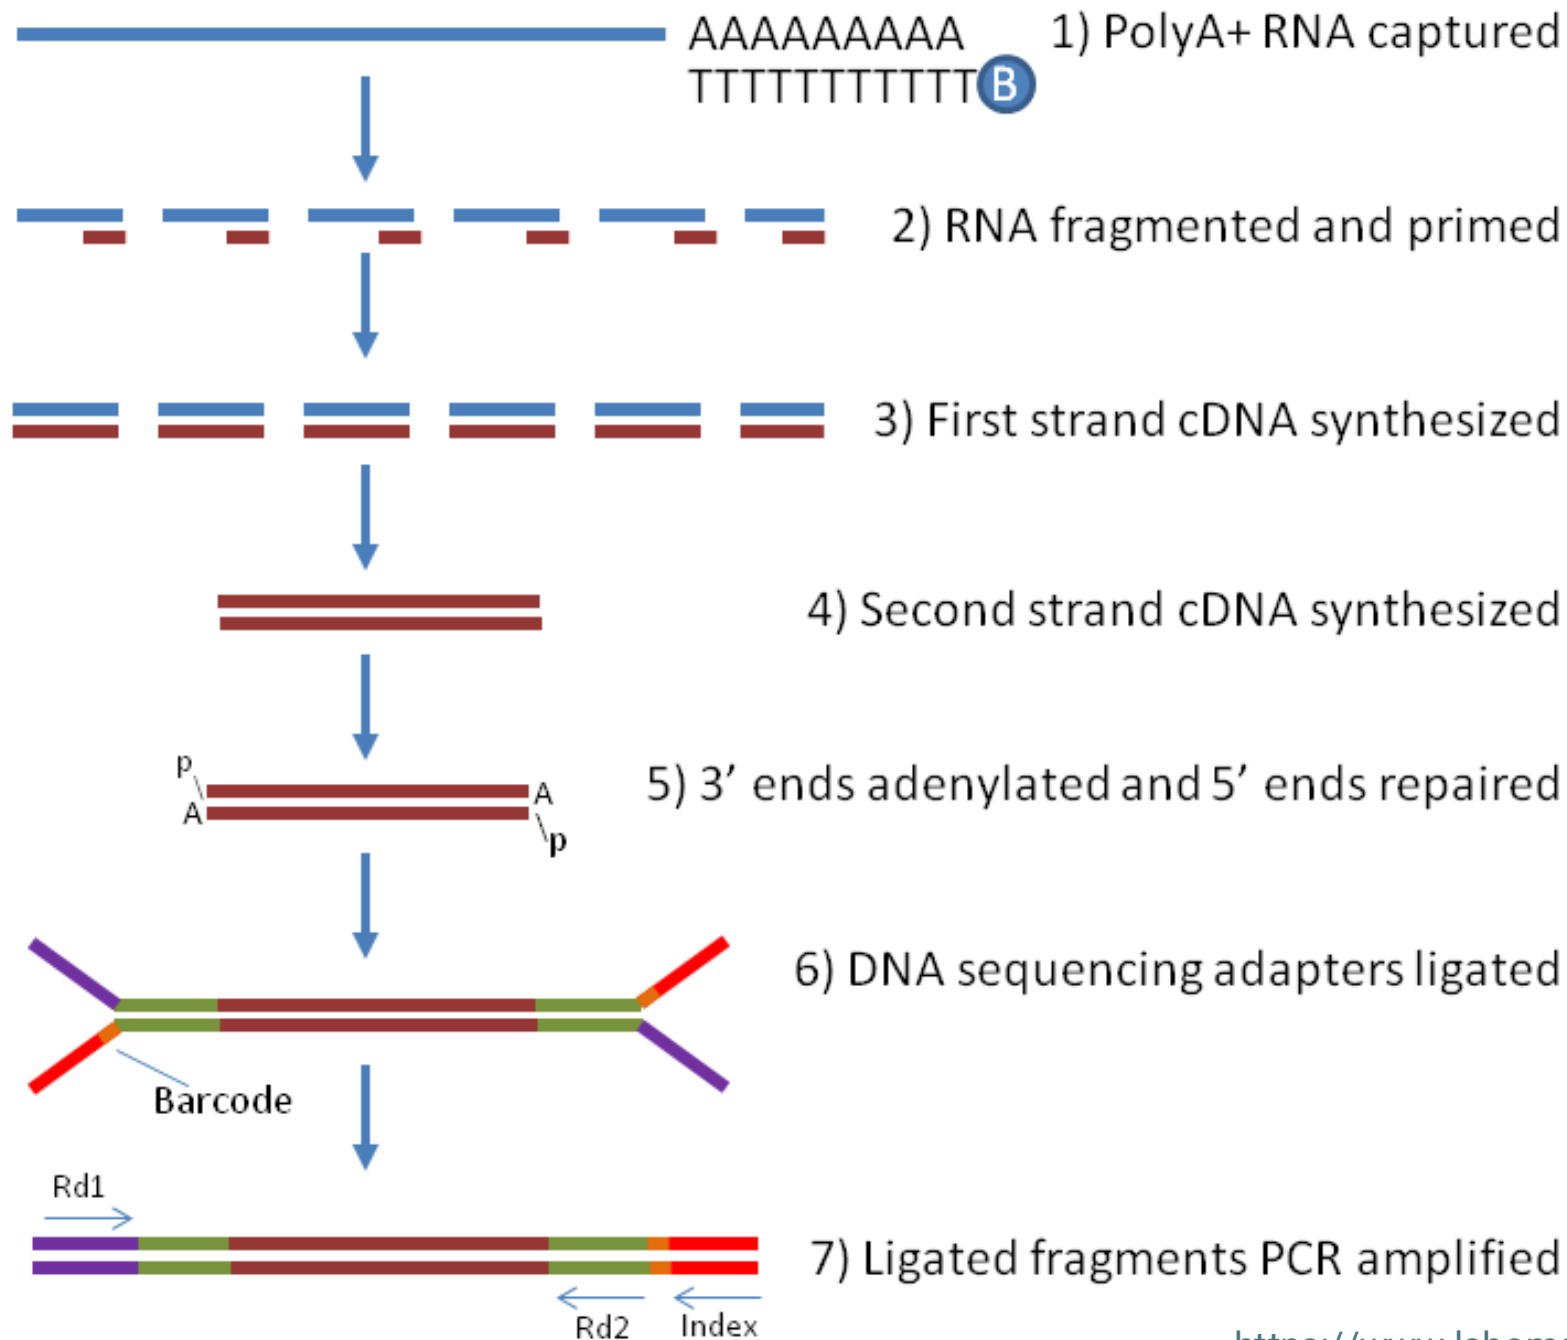 AAAAAAAAA
1) PolyA+ RNA captured
TTTTTTTTTTT B
2) RNA fragmented and primed
3) First strand cDNA synthesized
4) Second strand cDNA synthesized
p
A
5) 3’ ends adenylated and 5’ ends repaired
A
p
6) DNA sequencing adapters ligated
Barcode
Rd1
7) Ligated fragments PCR amplified
Rd2
Index